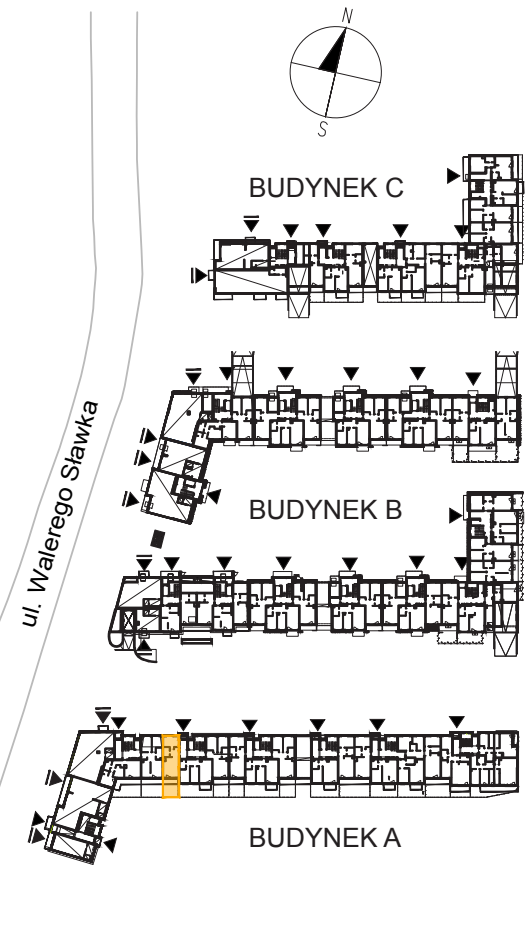 N
S
BUDYNEK C
ul. Walerego Sławka
BUDYNEK B
BUDYNEK A